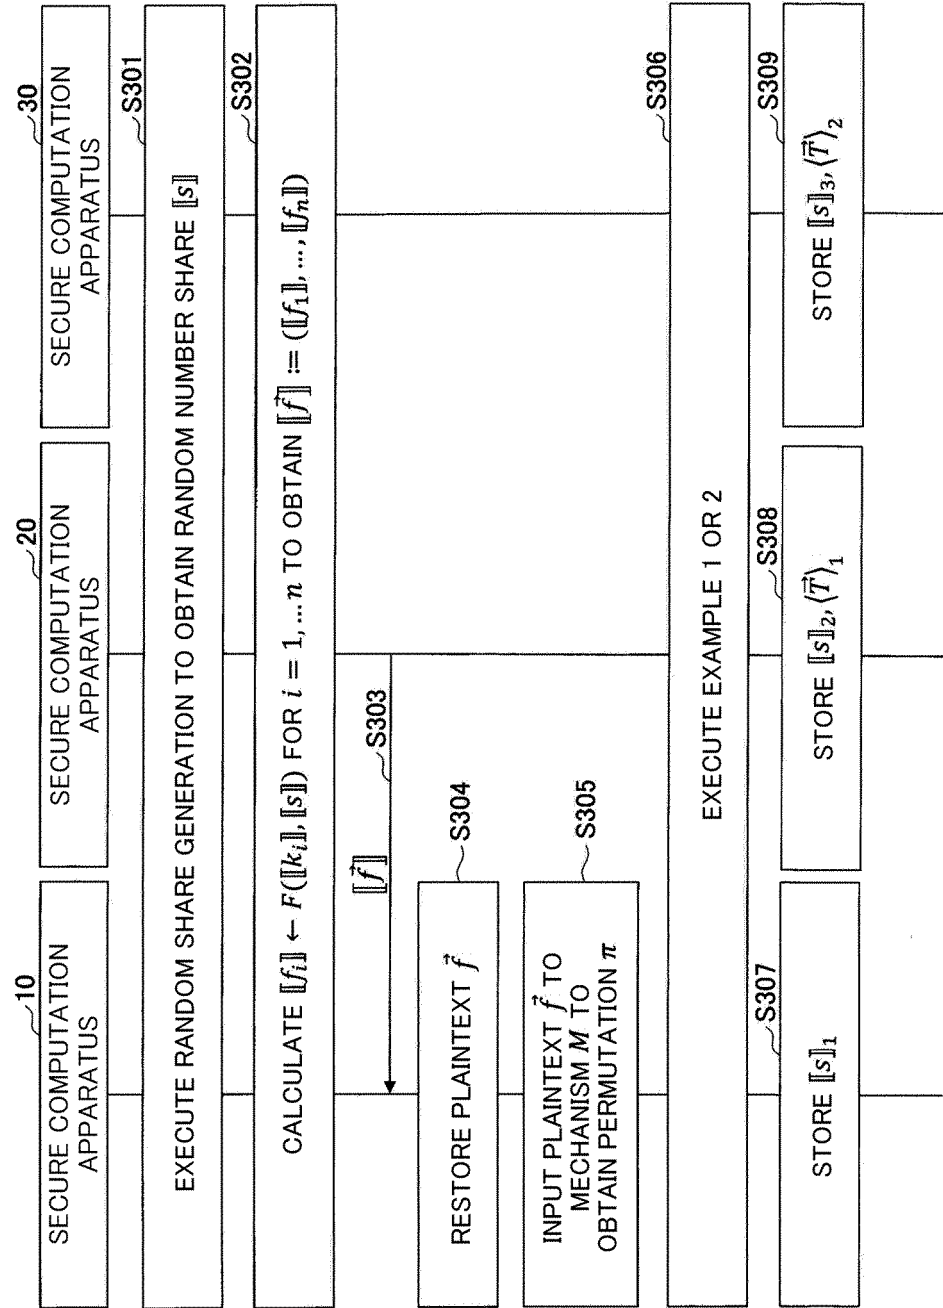 10
SECURE COMPUTATION
APPARATUS
20
SECURE COMPUTATION
APPARATUS
30
SECURE COMPUTATION
APPARATUS
S301
EXECUTE RANDOM SHARE GENERATION TO OBTAIN RANDOM NUMBER SHARE ⟦s⟧
S302
CALCULATE ⟦f_i⟧ ← F(⟦k_i⟧, ⟦s⟧) FOR i = 1, … n TO OBTAIN ⟦f⃗⟧ := (⟦f_1⟧, …, ⟦f_n⟧)
⟦f⃗⟧
S303
RESTORE PLAINTEXT f⃗
S304
INPUT PLAINTEXT f⃗ TO
MECHANISM M TO
OBTAIN PERMUTATION π
S305
S306
EXECUTE EXAMPLE 1 OR 2
S307
STORE ⟦s⟧_1
S308
STORE ⟦s⟧_2, ⟨T⃗⟩_1
S309
STORE ⟦s⟧_3, ⟨T⃗⟩_2